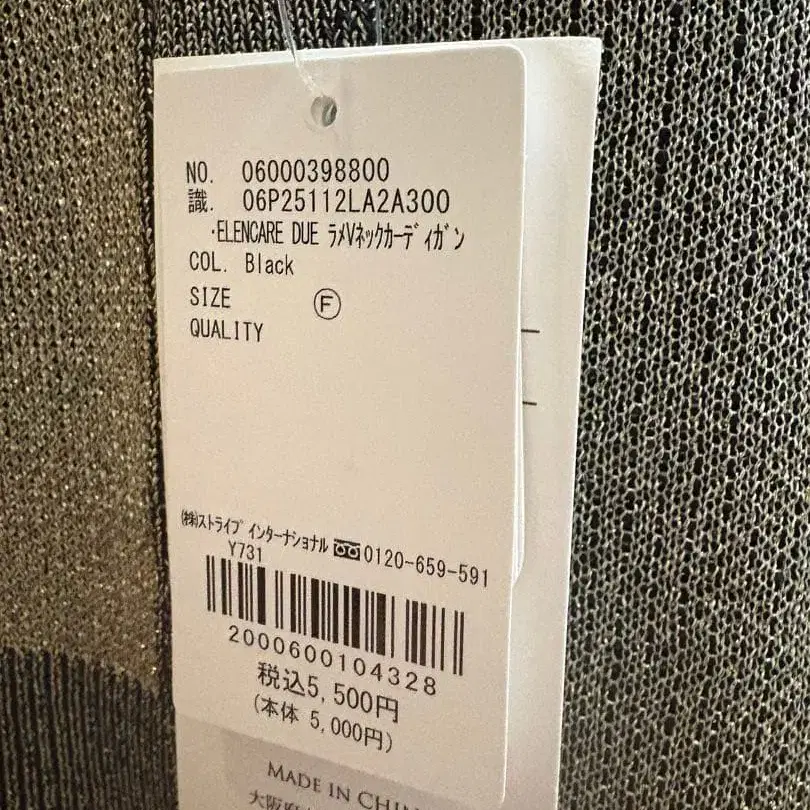 NO. 06000398800
識. 06P25112LA2A300
·ELENCARE DUE ラメVネックカーディガン
COL. Black
SIZE Ⓕ
QUALITY
㈱ストライプインターナショナル 0120-659-591
Y731
2000600104328
税込5,500円
(本体 5,000円)
MADE IN
大阪府